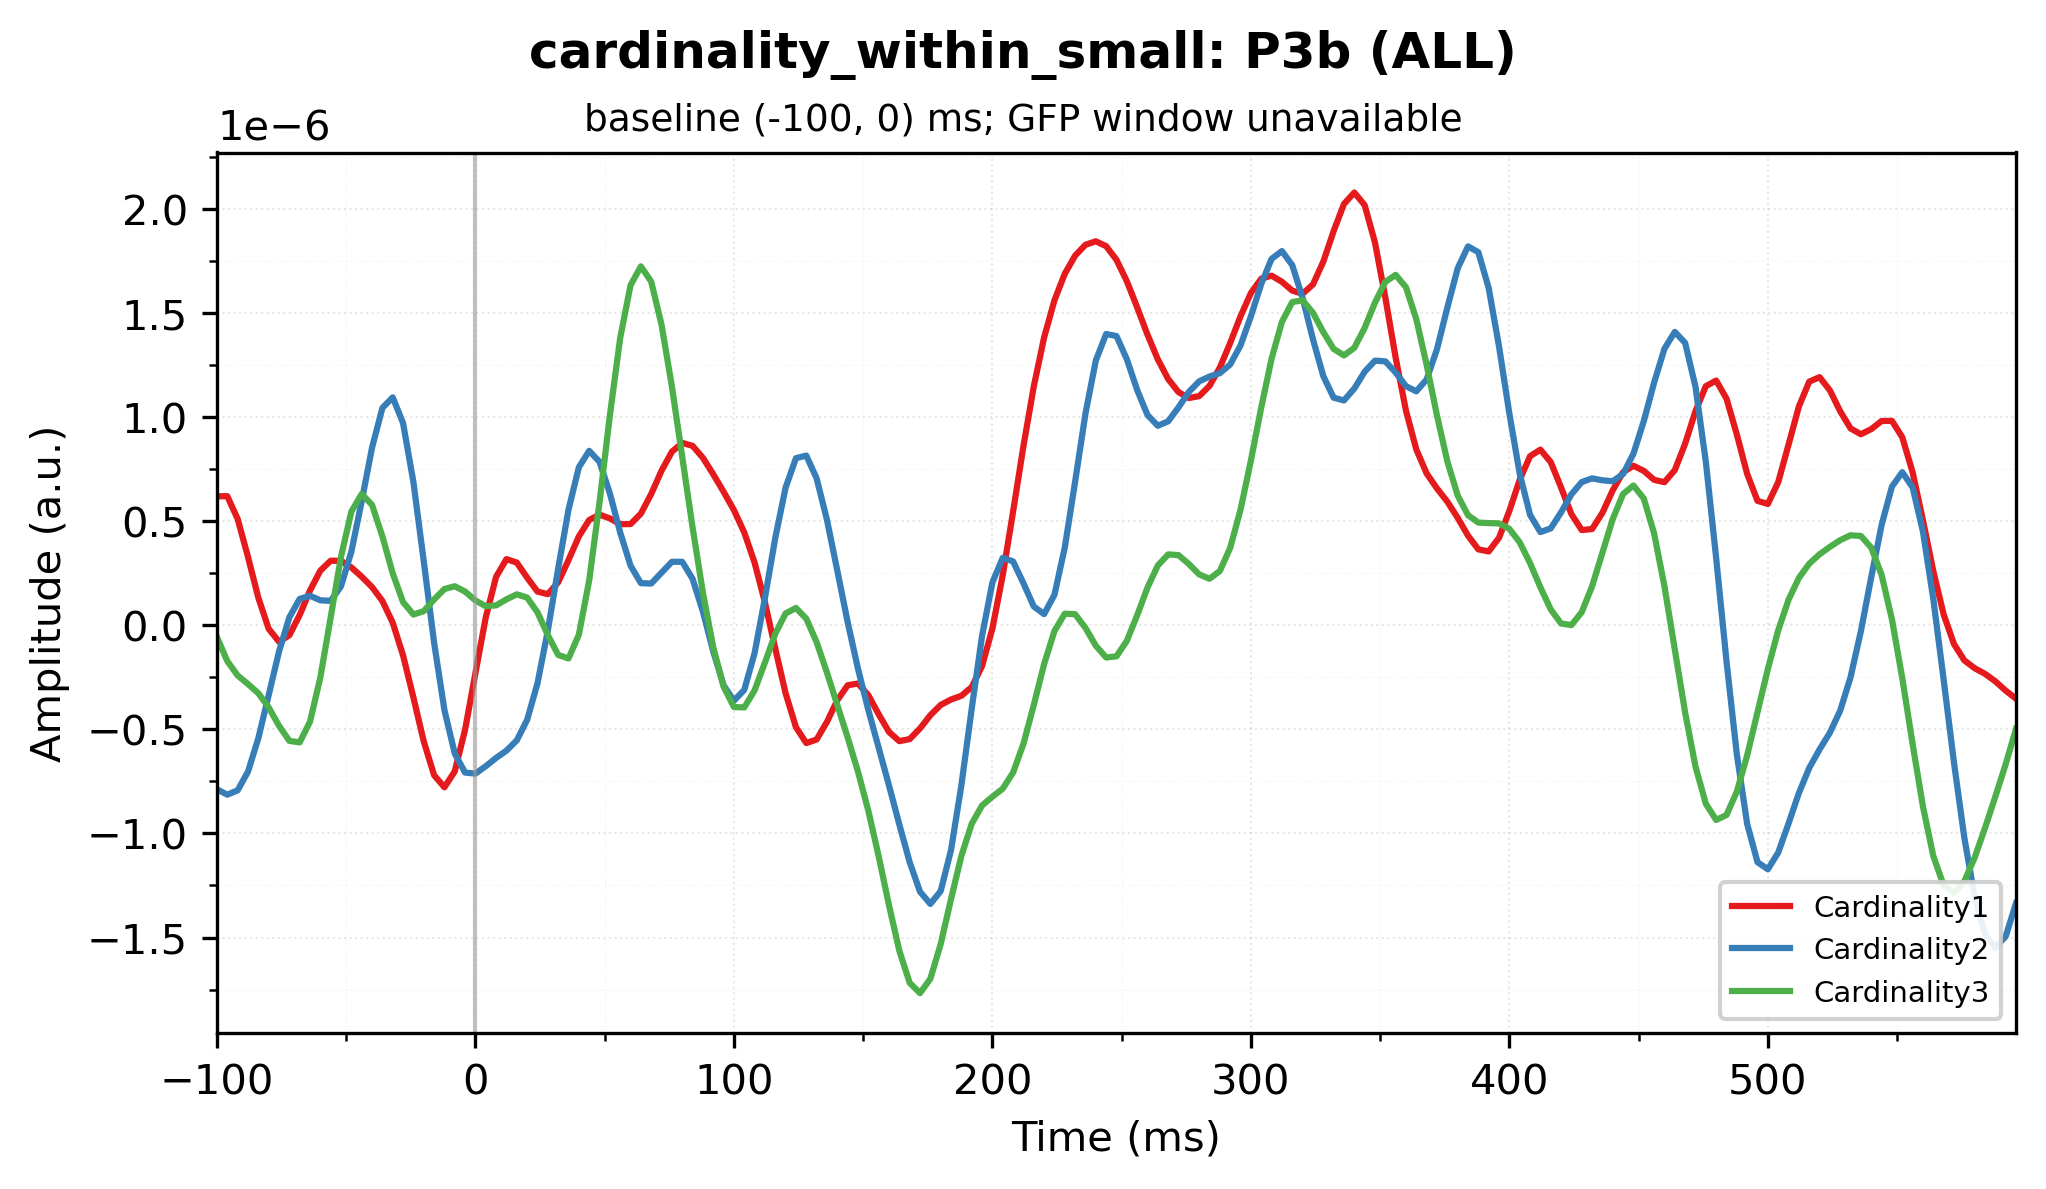 cardinality_within_small: P3b (ALL)
baseline (-100, 0) ms; GFP window unavailable
1e−6
2.0
1.5
1.0
0.5
0.0
−0.5
−1.0
−1.5
Amplitude (a.u.)
Cardinality1
Cardinality2
Cardinality3
−100 0 100 200 300 400 500
Time (ms)